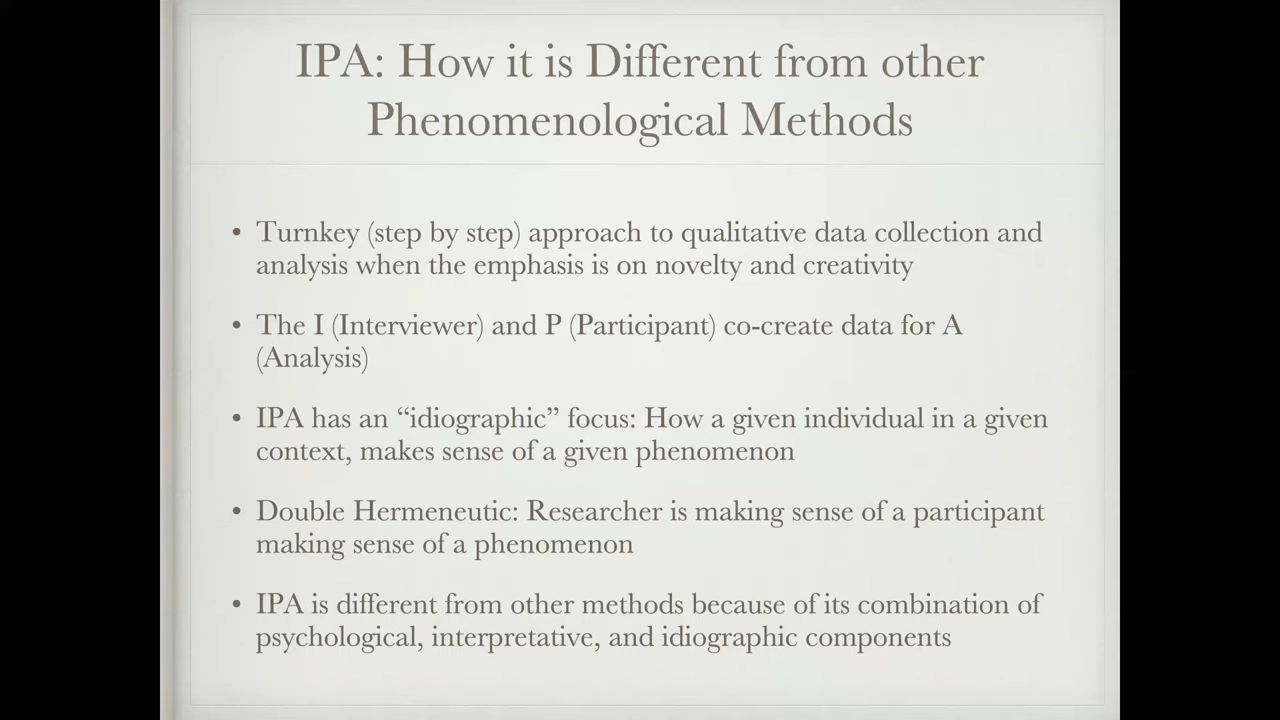 IPA: How it is Different from other
Phenomenological Methods
• Turnkey (step by step) approach to qualitative data collection and
analysis when the emphasis is on novelty and creativity
• The I (Interviewer) and P (Participant) co-create data for A
(Analysis)
• IPA has an “idiographic” focus: How a given individual in a given
context, makes sense of a given phenomenon
• Double Hermeneutic: Researcher is making sense of a participant
making sense of a phenomenon
• IPA is different from other methods because of its combination of
psychological, interpretative, and idiographic components